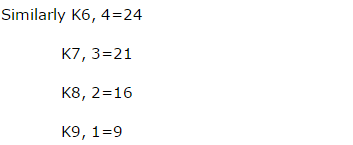 Similarly K6, 4=24
K7, 3=21
K8, 2=16
K9, 1=9